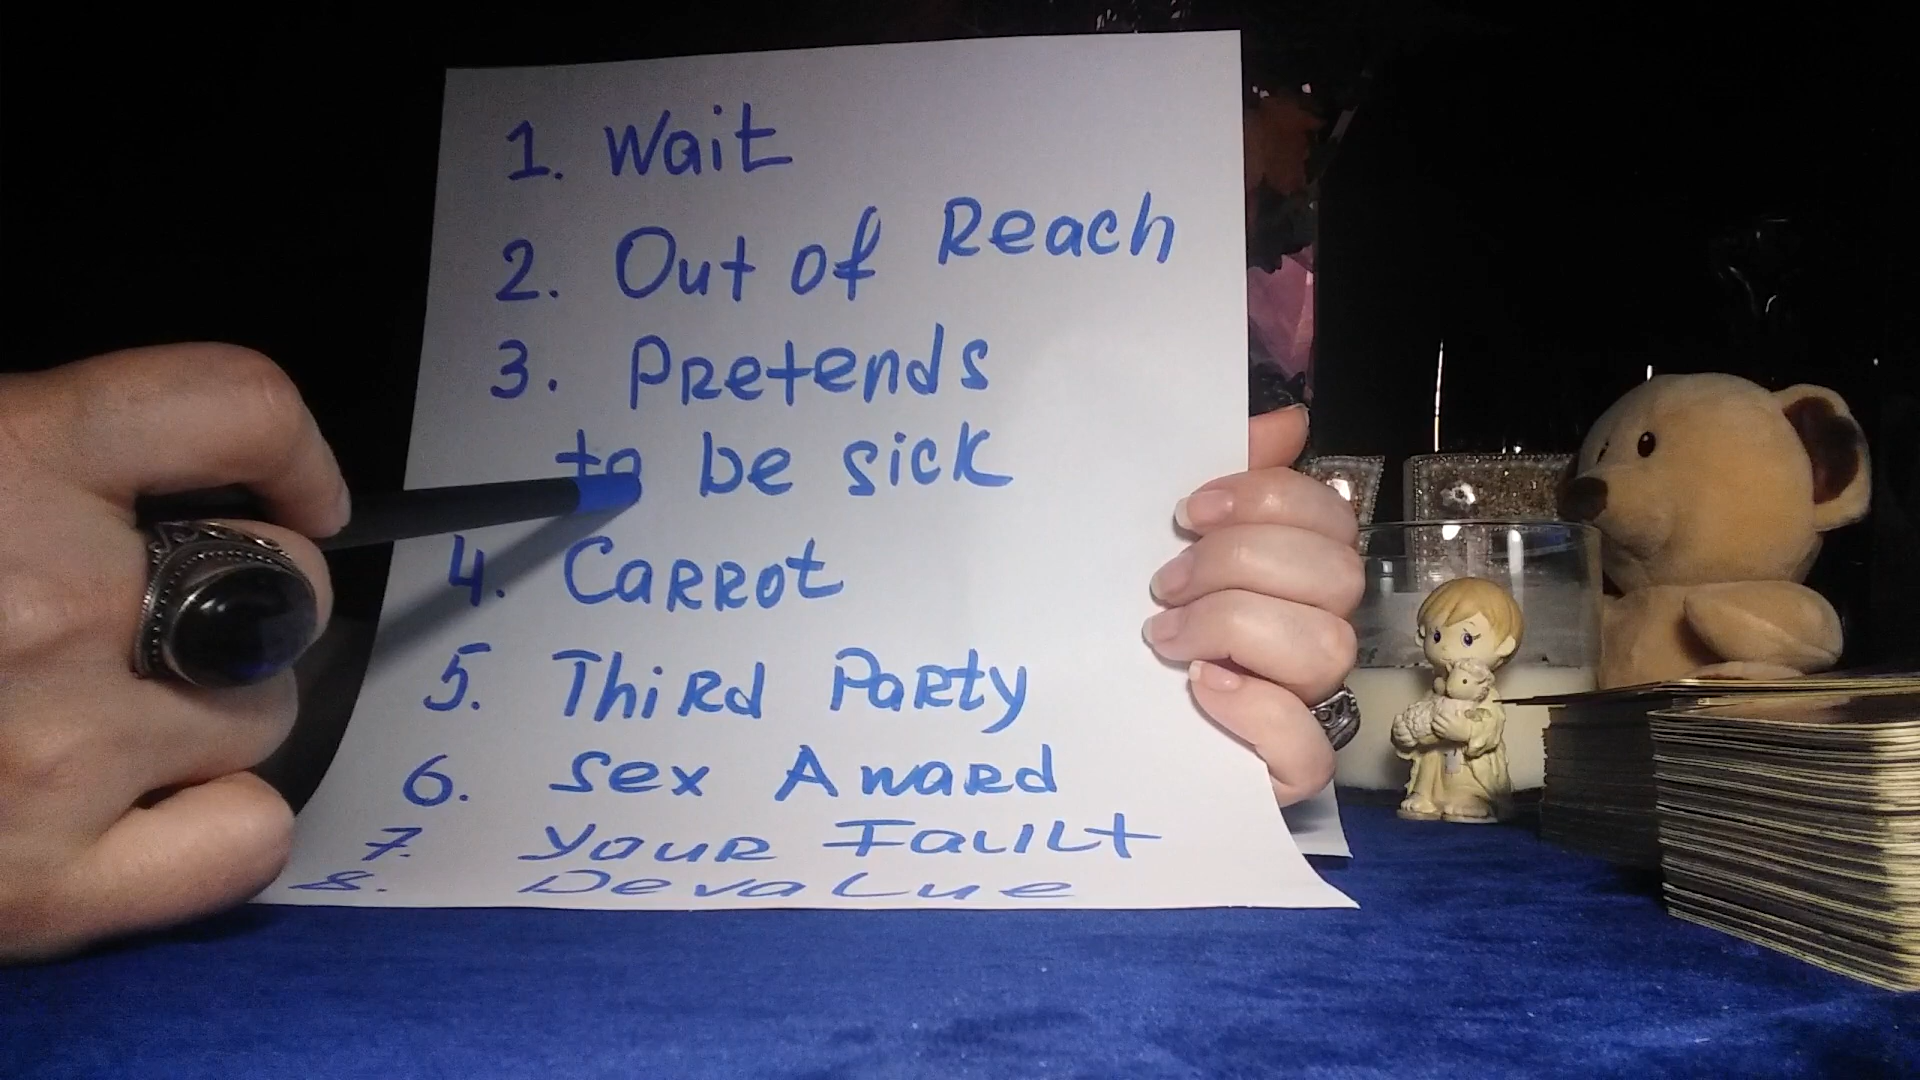 1. Wait
2. Out of Reach
3. Pretends
to be sick
4. Carrot
5. Third Party
6. Sex Award
7. Your Fault
8. Devalue